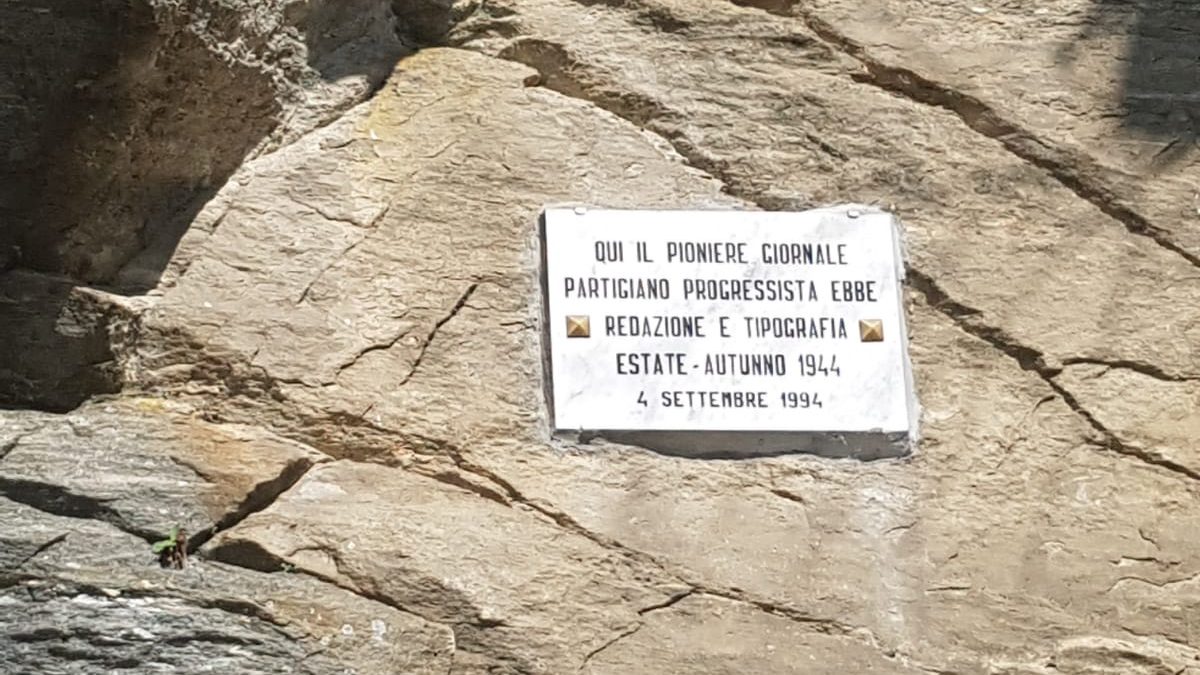 QUI IL PIONIERE GIORNALE
PARTIGIANO PROGRESSISTA EBBE
REDAZIONE E TIPOGRAFIA
ESTATE - AUTUNNO 1944
4 SETTEMBRE 1994